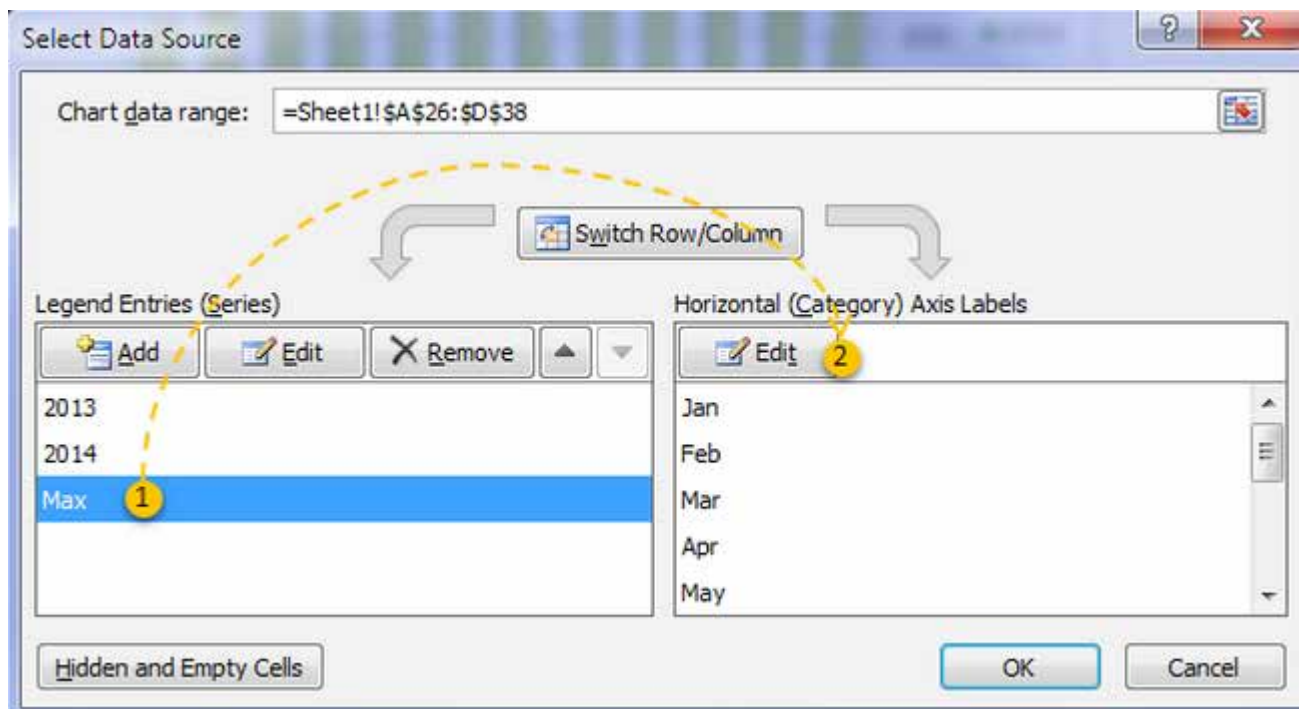 Select Data Source
?
Chart data range: =Sheet1!$A$26:$D$38
Switch Row/Column
Legend Entries (Series)
Add Edit Remove
2013
2014
Max 1
Horizontal (Category) Axis Labels
Edit 2
Jan
Feb
Mar
Apr
May
Hidden and Empty Cells
OK Cancel